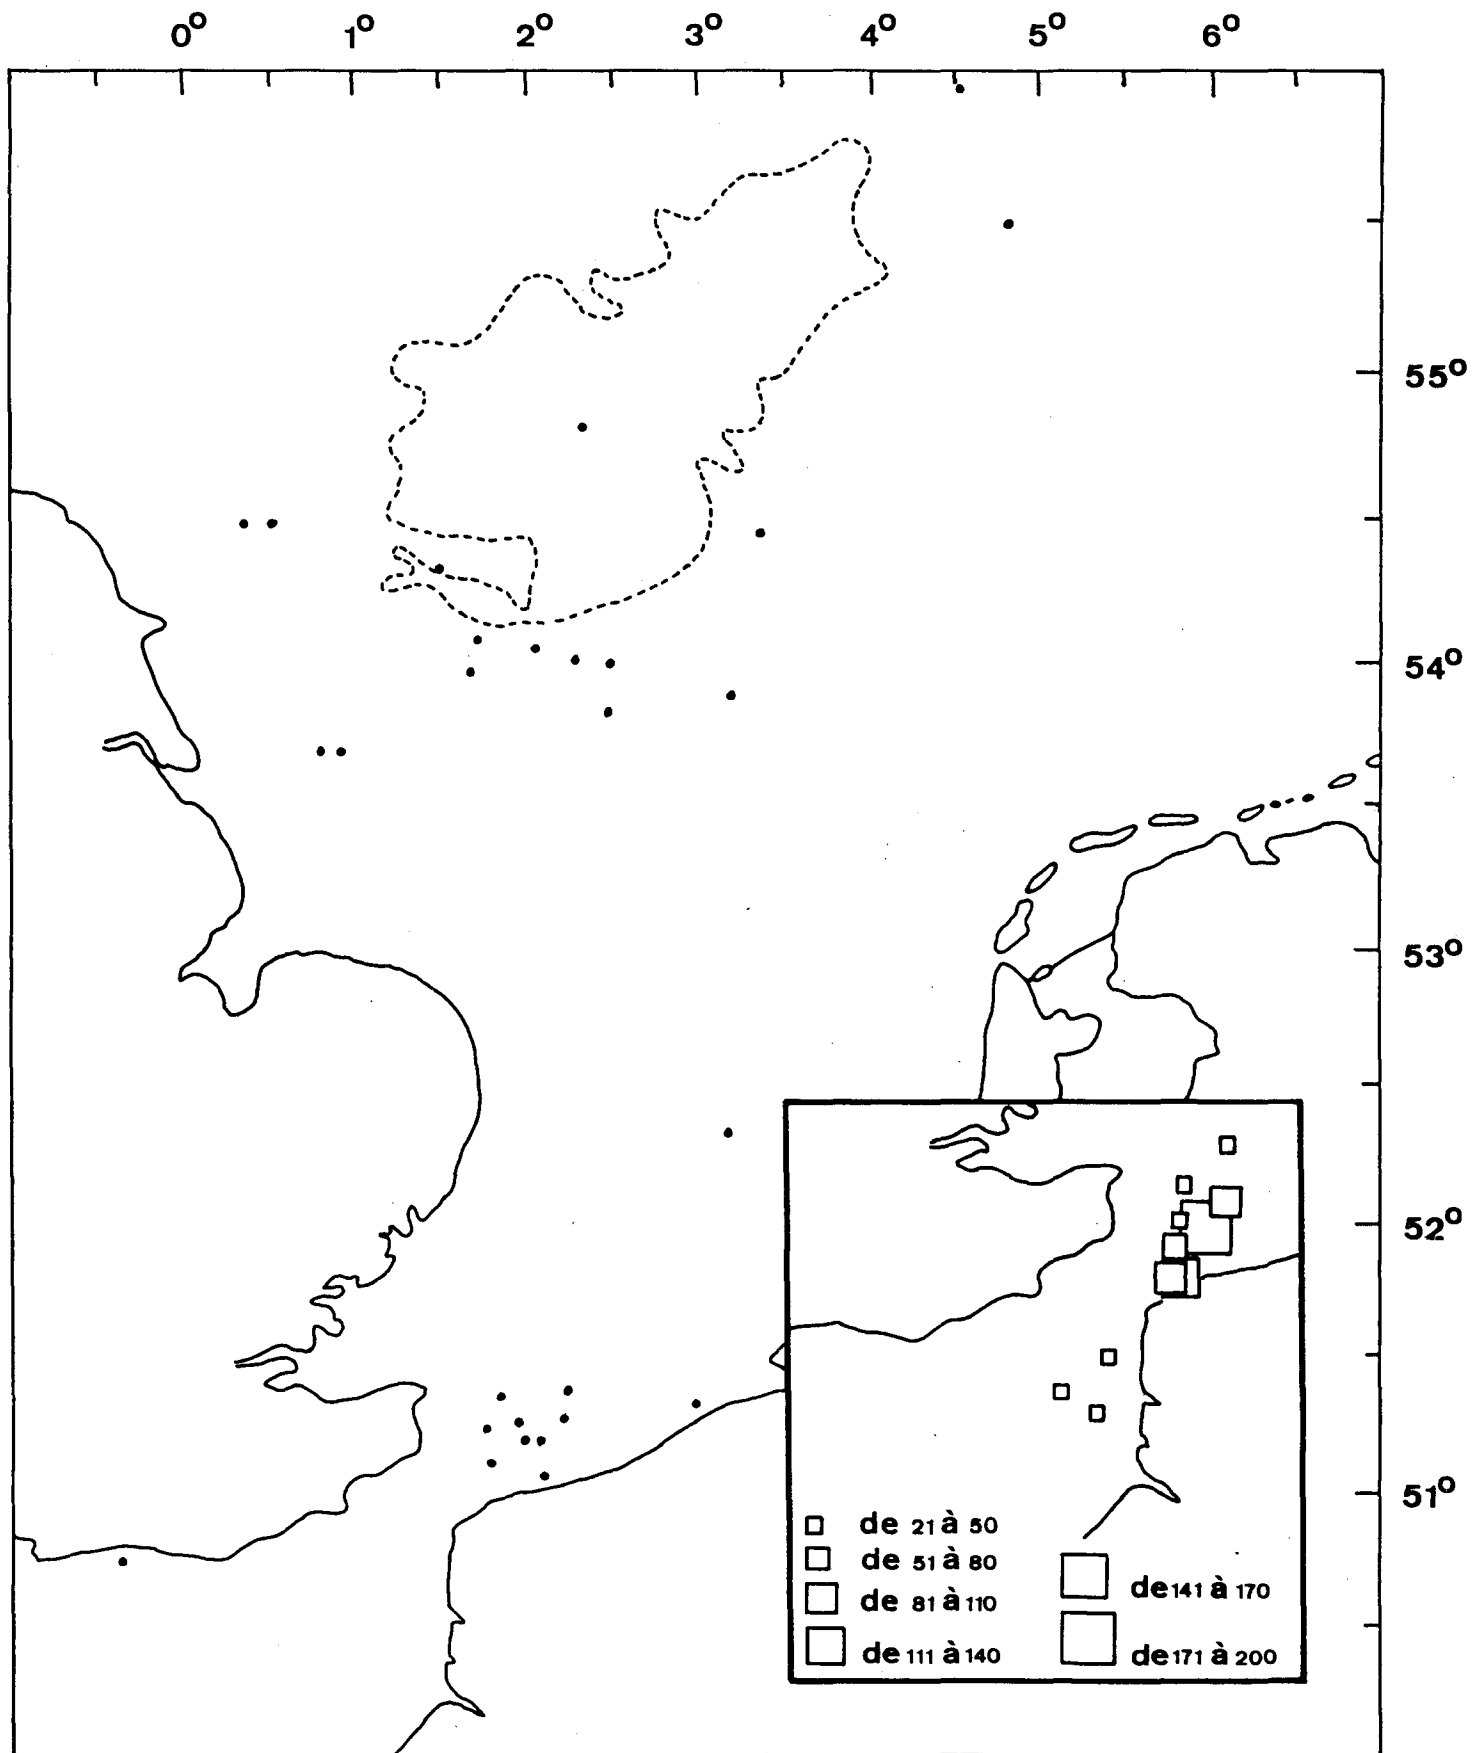 0° 1° 2° 3° 4° 5° 6°
55°
54°
53°
52°
51°
de 21 à 50
de 51 à 80
de 81 à 110
de 111 à 140
de 141 à 170
de 171 à 200